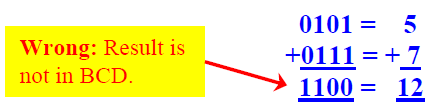 0101 = 5
Wrong: Result is
not in BCD.
+0111 = + 7
1100 = 12